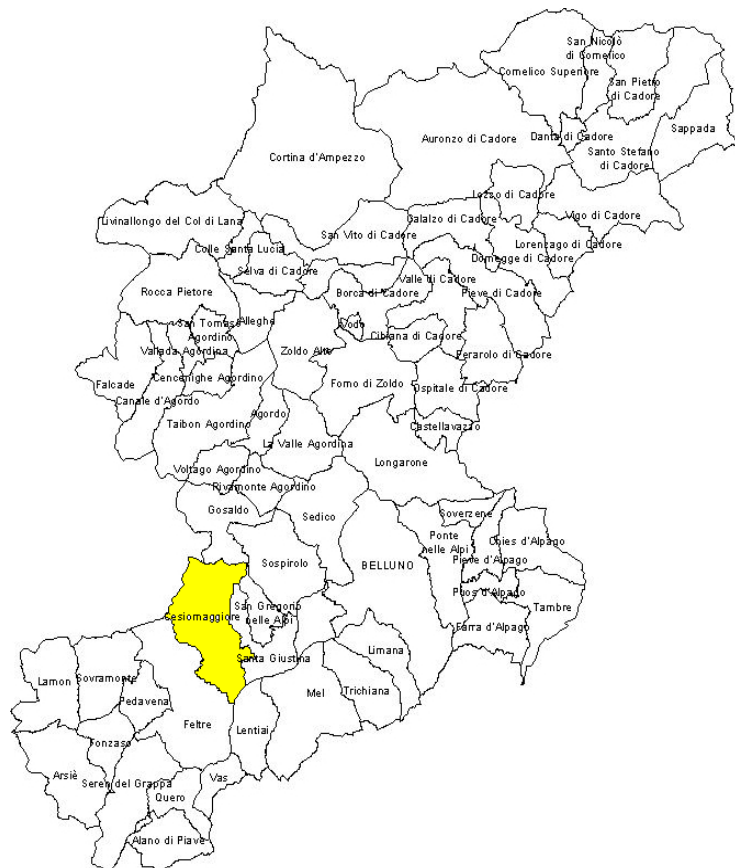 San Nicolò
di Comelico
Comelico Superiore
San Pietro
di Cadore
Sappada
Auronzo di Cadore
Danta di Cadore
Santo Stefano
di Cadore
Cortina d'Ampezzo
Lozzo di Cadore
Livinallongo del Col di Lana
San Vito di Cadore
Calalzo di Cadore
Vigo di Cadore
Colle Santa Lucia
Lorenzago di Cadore
Domegge di Cadore
Selva di Cadore
Valle di Cadore
Rocca Pietore
Borca di Cadore
Pieve di Cadore
San Tomaso
Agordino
Alleghe
Vodo
Cibiana di Cadore
Vallada Agordina
Zoldo Alto
Perarolo di Cadore
Falcade
Cencenighe Agordino
Forno di Zoldo
Ospitale di Cadore
Canale d'Agordo
Agordo
Taibon Agordino
Castellavazzo
La Valle Agordina
Longarone
Voltago Agordino
Rivamonte Agordino
Gosaldo
Sedico
Soverzene
Ponte
nelle Alpi
Chies d'Alpago
Sospirolo
BELLUNO
Pieve d'Alpago
Puos d'Alpago
Tambre
San Gregorio
nelle Alpi
Cesiomaggiore
Farra d'Alpago
Limana
Santa Giustina
Lamon
Sovramonte
Mel
Trichiana
Pedavena
Feltre
Lentiai
Fonzaso
Arsiè
Seren del Grappa
Vas
Quero
Alano di Piave